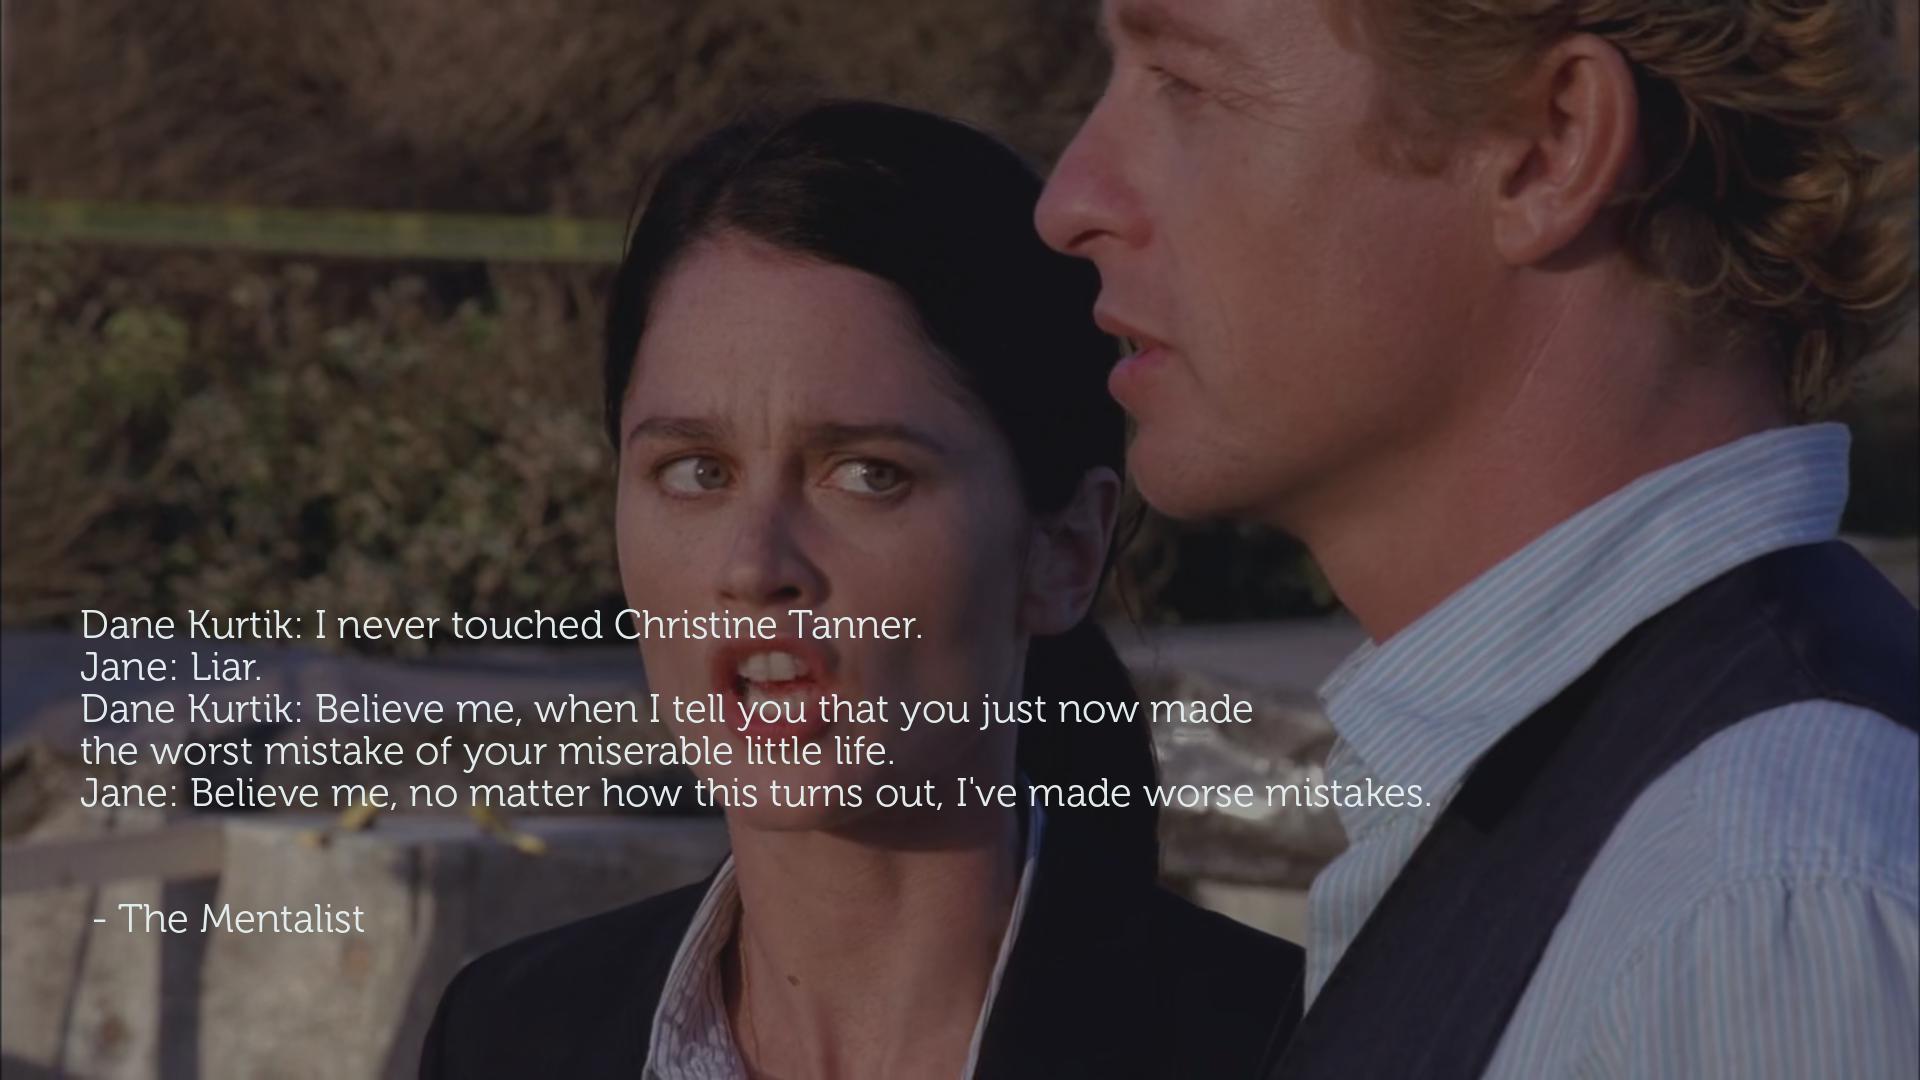 Dane Kurtik: I never touched Christine Tanner.
Jane: Liar.
Dane Kurtik: Believe me, when I tell you that you just now made
the worst mistake of your miserable little life.
Jane: Believe me, no matter how this turns out, I've made worse mistakes.
- The Mentalist